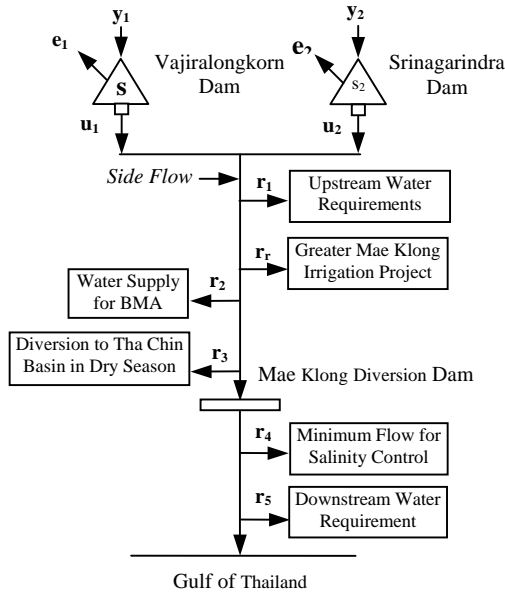 y1
y2
e1
e2
Vajiralongkorn
Dam
Srinagarindra
Dam
s
s2
u1
u2
Side Flow
r1
Upstream Water
Requirements
rr
Greater Mae Klong
Irrigation Project
r2
Water Supply
for BMA
r3
Diversion to Tha Chin
Basin in Dry Season
Mae Klong Diversion Dam
r4
Minimum Flow for
Salinity Control
r5
Downstream Water
Requirement
Gulf of Thailand